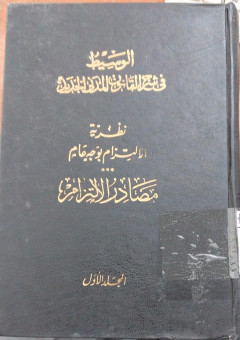 الوسيط
في شرح القانون المدني الجديد
نظرية
الالتزام بوجه عام
مصادر الالتزام
المجلد الأول